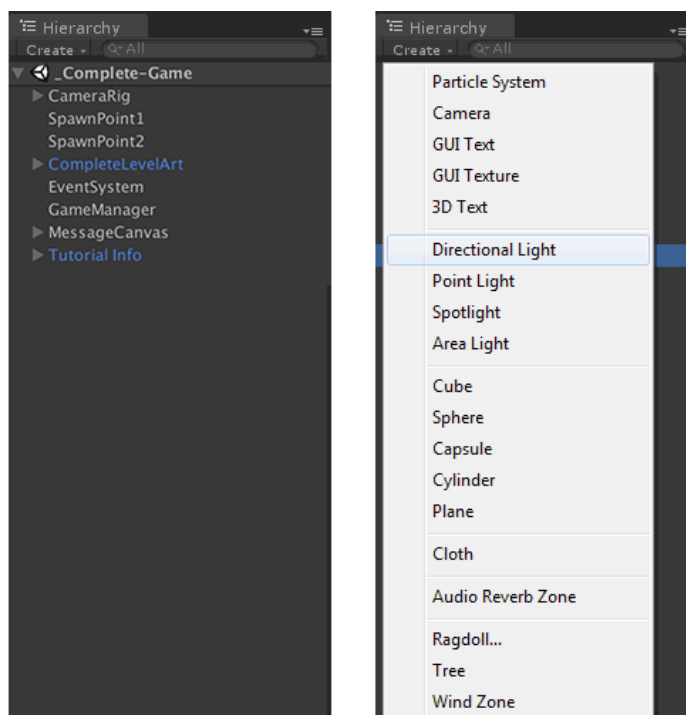 Hierarchy
Create
All
_Complete-Game
CameraRig
SpawnPoint1
SpawnPoint2
CompleteLevelArt
EventSystem
GameManager
MessageCanvas
Tutorial Info
Hierarchy
Create
All
Particle System
Camera
GUI Text
GUI Texture
3D Text
Directional Light
Point Light
Spotlight
Area Light
Cube
Sphere
Capsule
Cylinder
Plane
Cloth
Audio Reverb Zone
Ragdoll...
Tree
Wind Zone